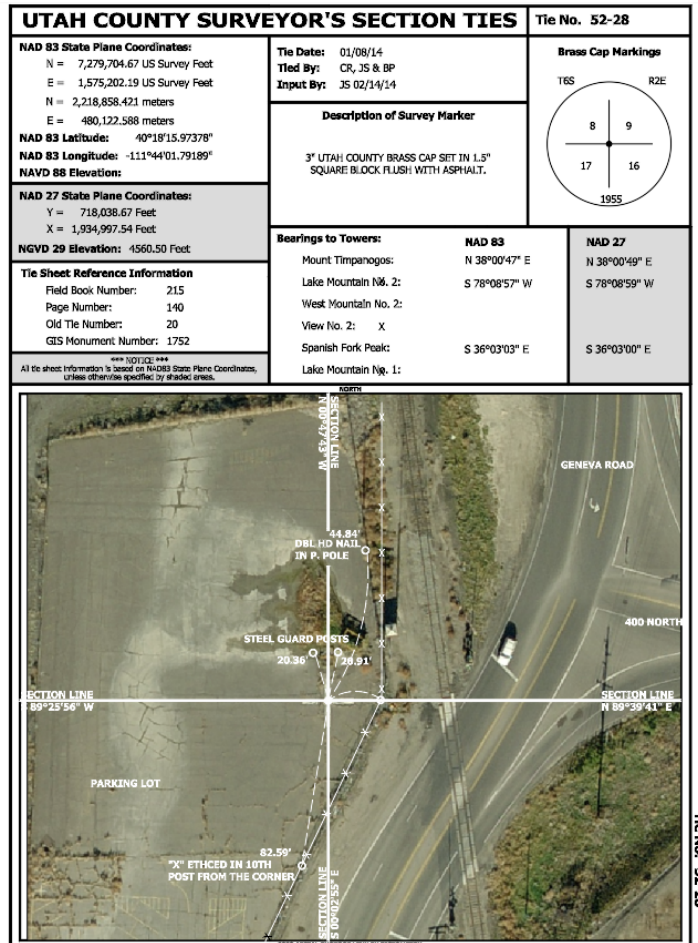 UTAH COUNTY SURVEYOR'S SECTION TIES
Tie No. 52-28
NAD 83 State Plane Coordinates:
N = 7,279,704.67 US Survey Feet
E = 1,575,202.19 US Survey Feet
N = 2,218,858.421 meters
E = 480,122.588 meters
NAD 83 Latitude: 40°18'15.97378"
NAD 83 Longitude: -111°44'01.79189"
NAVD 88 Elevation:
NAD 27 State Plane Coordinates:
Y = 718,038.67 Feet
X = 1,934,997.54 Feet
NGVD 29 Elevation: 4560.50 Feet
Tie Sheet Reference Information
Field Book Number: 215
Page Number: 140
Old Tie Number: 20
GIS Monument Number: 1752
*** NOTICE ***
All tie sheet information is based on NAD83 State Plane Coordinates,
unless otherwise specified by shaded areas.
Tie Date: 01/08/14
Tied By: CR, JS & BP
Input By: JS 02/14/14
Description of Survey Marker
3" UTAH COUNTY BRASS CAP SET IN 1.5"
SQUARE BLOCK FLUSH WITH ASPHALT.
Brass Cap Markings
T6S R2E
8 9
17 16
1955
Bearings to Towers: NAD 83 NAD 27
Mount Timpanogos: N 38°00'47" E N 38°00'49" E
Lake Mountain No. 2: S 78°08'57" W S 78°08'59" W
West Mountain No. 2:
View No. 2: X
Spanish Fork Peak: S 36°03'03" E S 36°03'00" E
Lake Mountain No. 1:
NORTH
SECTION LINE
N 00°47'43" W
GENEVA ROAD
44.84'
DBL HD NAIL
IN P. POLE
400 NORTH
STEEL GUARD POSTS
20.36' 20.91'
SECTION LINE
89°25'56" W
SECTION LINE
N 89°39'41" E
PARKING LOT
82.59'
"X" ETHCED IN 10TH
POST FROM THE CORNER
SECTION LINE
S 00°02'55" E